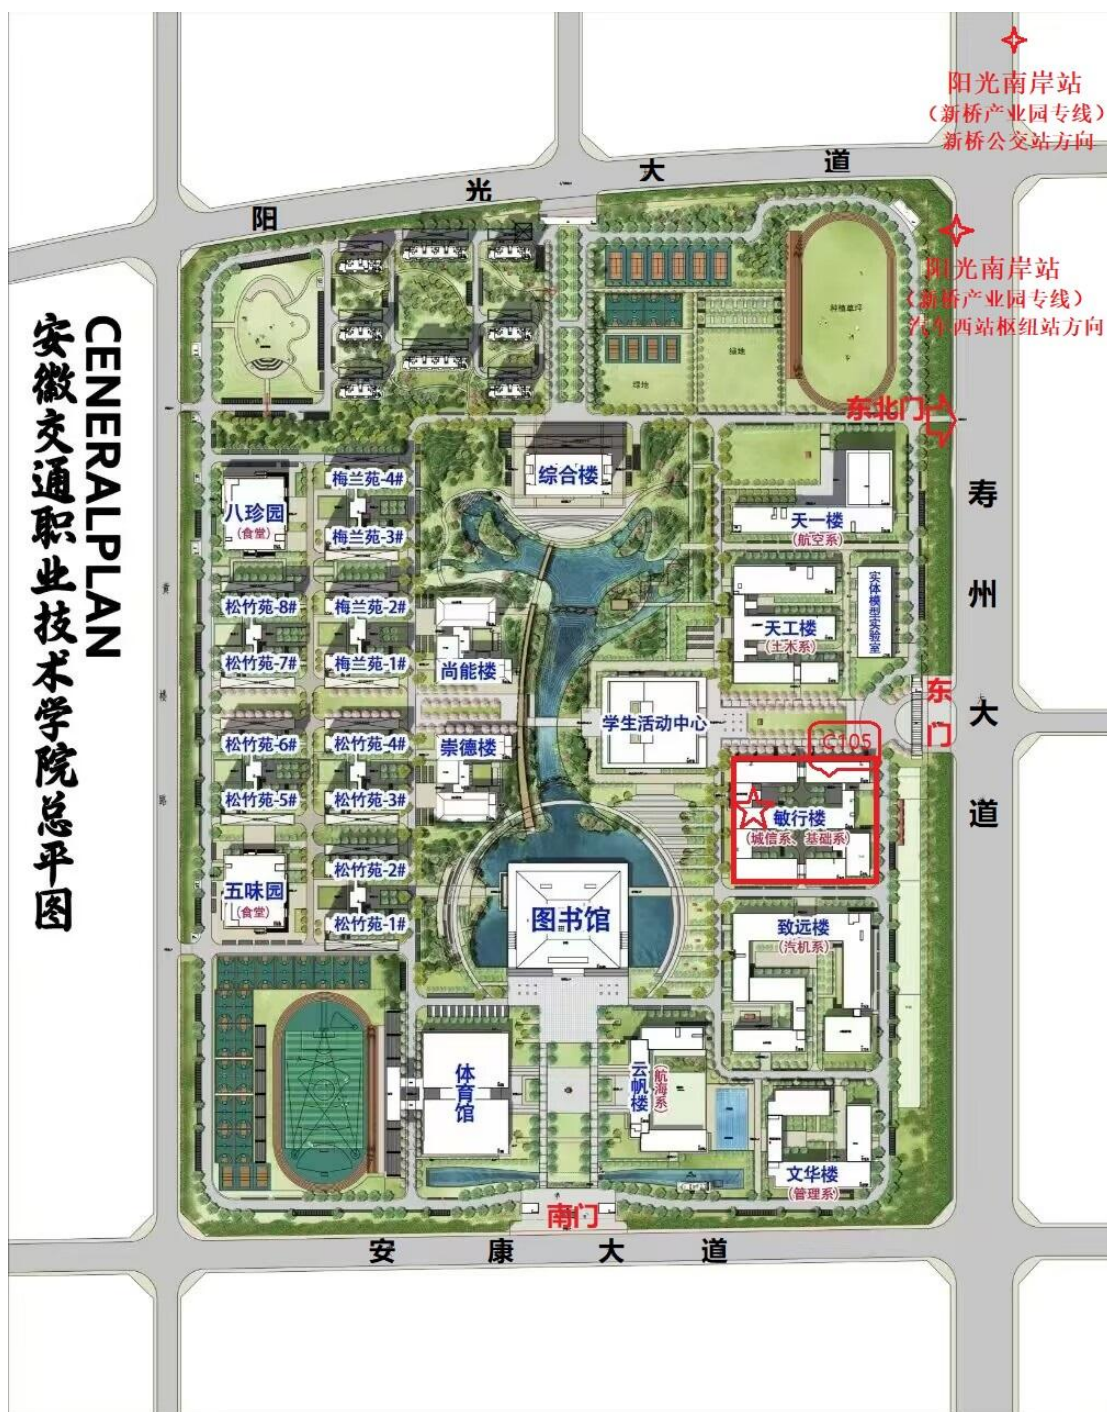 阳光南岸站
（新桥产业园专线）
新桥公交站方向
阳光大道
阳光南岸站
（新桥产业园专线）
汽车西站枢纽站方向
CENERALPLAN
安徽交通职业技术学院总平图
种植草坪
绿地
绿地
东北门
综合楼
梅兰苑-4#
八珍园
（食堂）
梅兰苑-3#
天一楼
（航空系）
寿州大道
松竹苑-8#
梅兰苑-2#
天工楼
（土木系）
实体模型实验室
松竹苑-7#
梅兰苑-1#
尚能楼
学生活动中心
东门
松竹苑-6#
松竹苑-4#
崇德楼
C105
松竹苑-5#
松竹苑-3#
敏行楼
（城信系、基础系）
松竹苑-2#
五味园
（食堂）
松竹苑-1#
图书馆
致远楼
（汽机系）
体育馆
云帆楼
（航海系）
文华楼
（管理系）
南门
安康大道